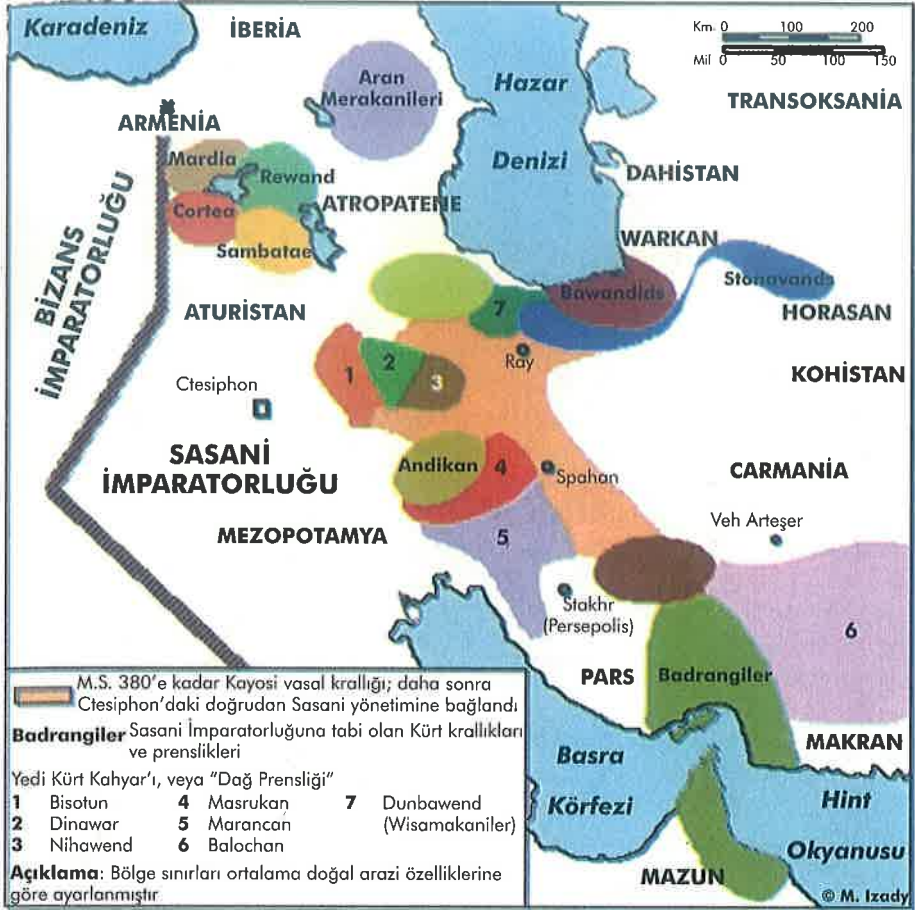 Karadeniz
İBERİA
Km. 0 100 200
Mil 0 50 100 150
Aran
Merakanileri
Hazar
Denizi
TRANSOKSANİA
ARMENİA
Mardia
Rewand
DAHİSTAN
Cortea
ATROPATENE
Sambatae
WARKAN
BİZANS
İMPARATORLUĞU
ATURİSTAN
7
Bawandids
Stonavands
HORASAN
Ray
1
2
3
KOHİSTAN
Ctesiphon
SASANİ
İMPARATORLUĞU
Andikan
4
Spahan
CARMANİA
MEZOPOTAMYA
5
Veh Arteşer
Stakhr
(Persepolis)
6
PARS
Badrangiler
MAKRAN
Basra
Körfezi
Hint
Okyanusu
MAZUN
© M. Izady
M.S. 380'e kadar Kayosi vasal krallığı; daha sonra
Ctesiphon'daki doğrudan Sasani yönetimine bağlandı
Badrangiler Sasani İmparatorluğuna tabi olan Kürt krallıkları
ve prenslikleri
Yedi Kürt Kahyar'ı, veya "Dağ Prensliği"
1 Bisotun 4 Masrukan 7 Dunbawend
2 Dinawar 5 Marancan (Wisamakaniler)
3 Nihawend 6 Balochan
Açıklama: Bölge sınırları ortalama doğal arazi özelliklerine
göre ayarlanmıştır